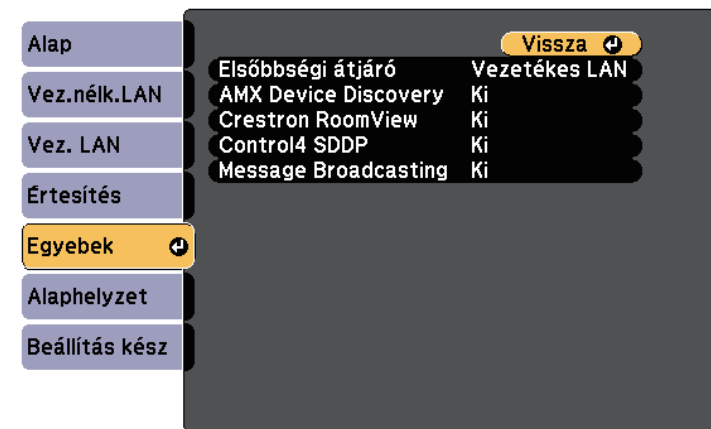 Alap
Vez.nélk.LAN
Vez. LAN
Értesítés
Egyebek
Alaphelyzet
Beállítás kész
Vissza
Elsőbbségi átjáró Vezetékes LAN
AMX Device Discovery Ki
Crestron RoomView Ki
Control4 SDDP Ki
Message Broadcasting Ki